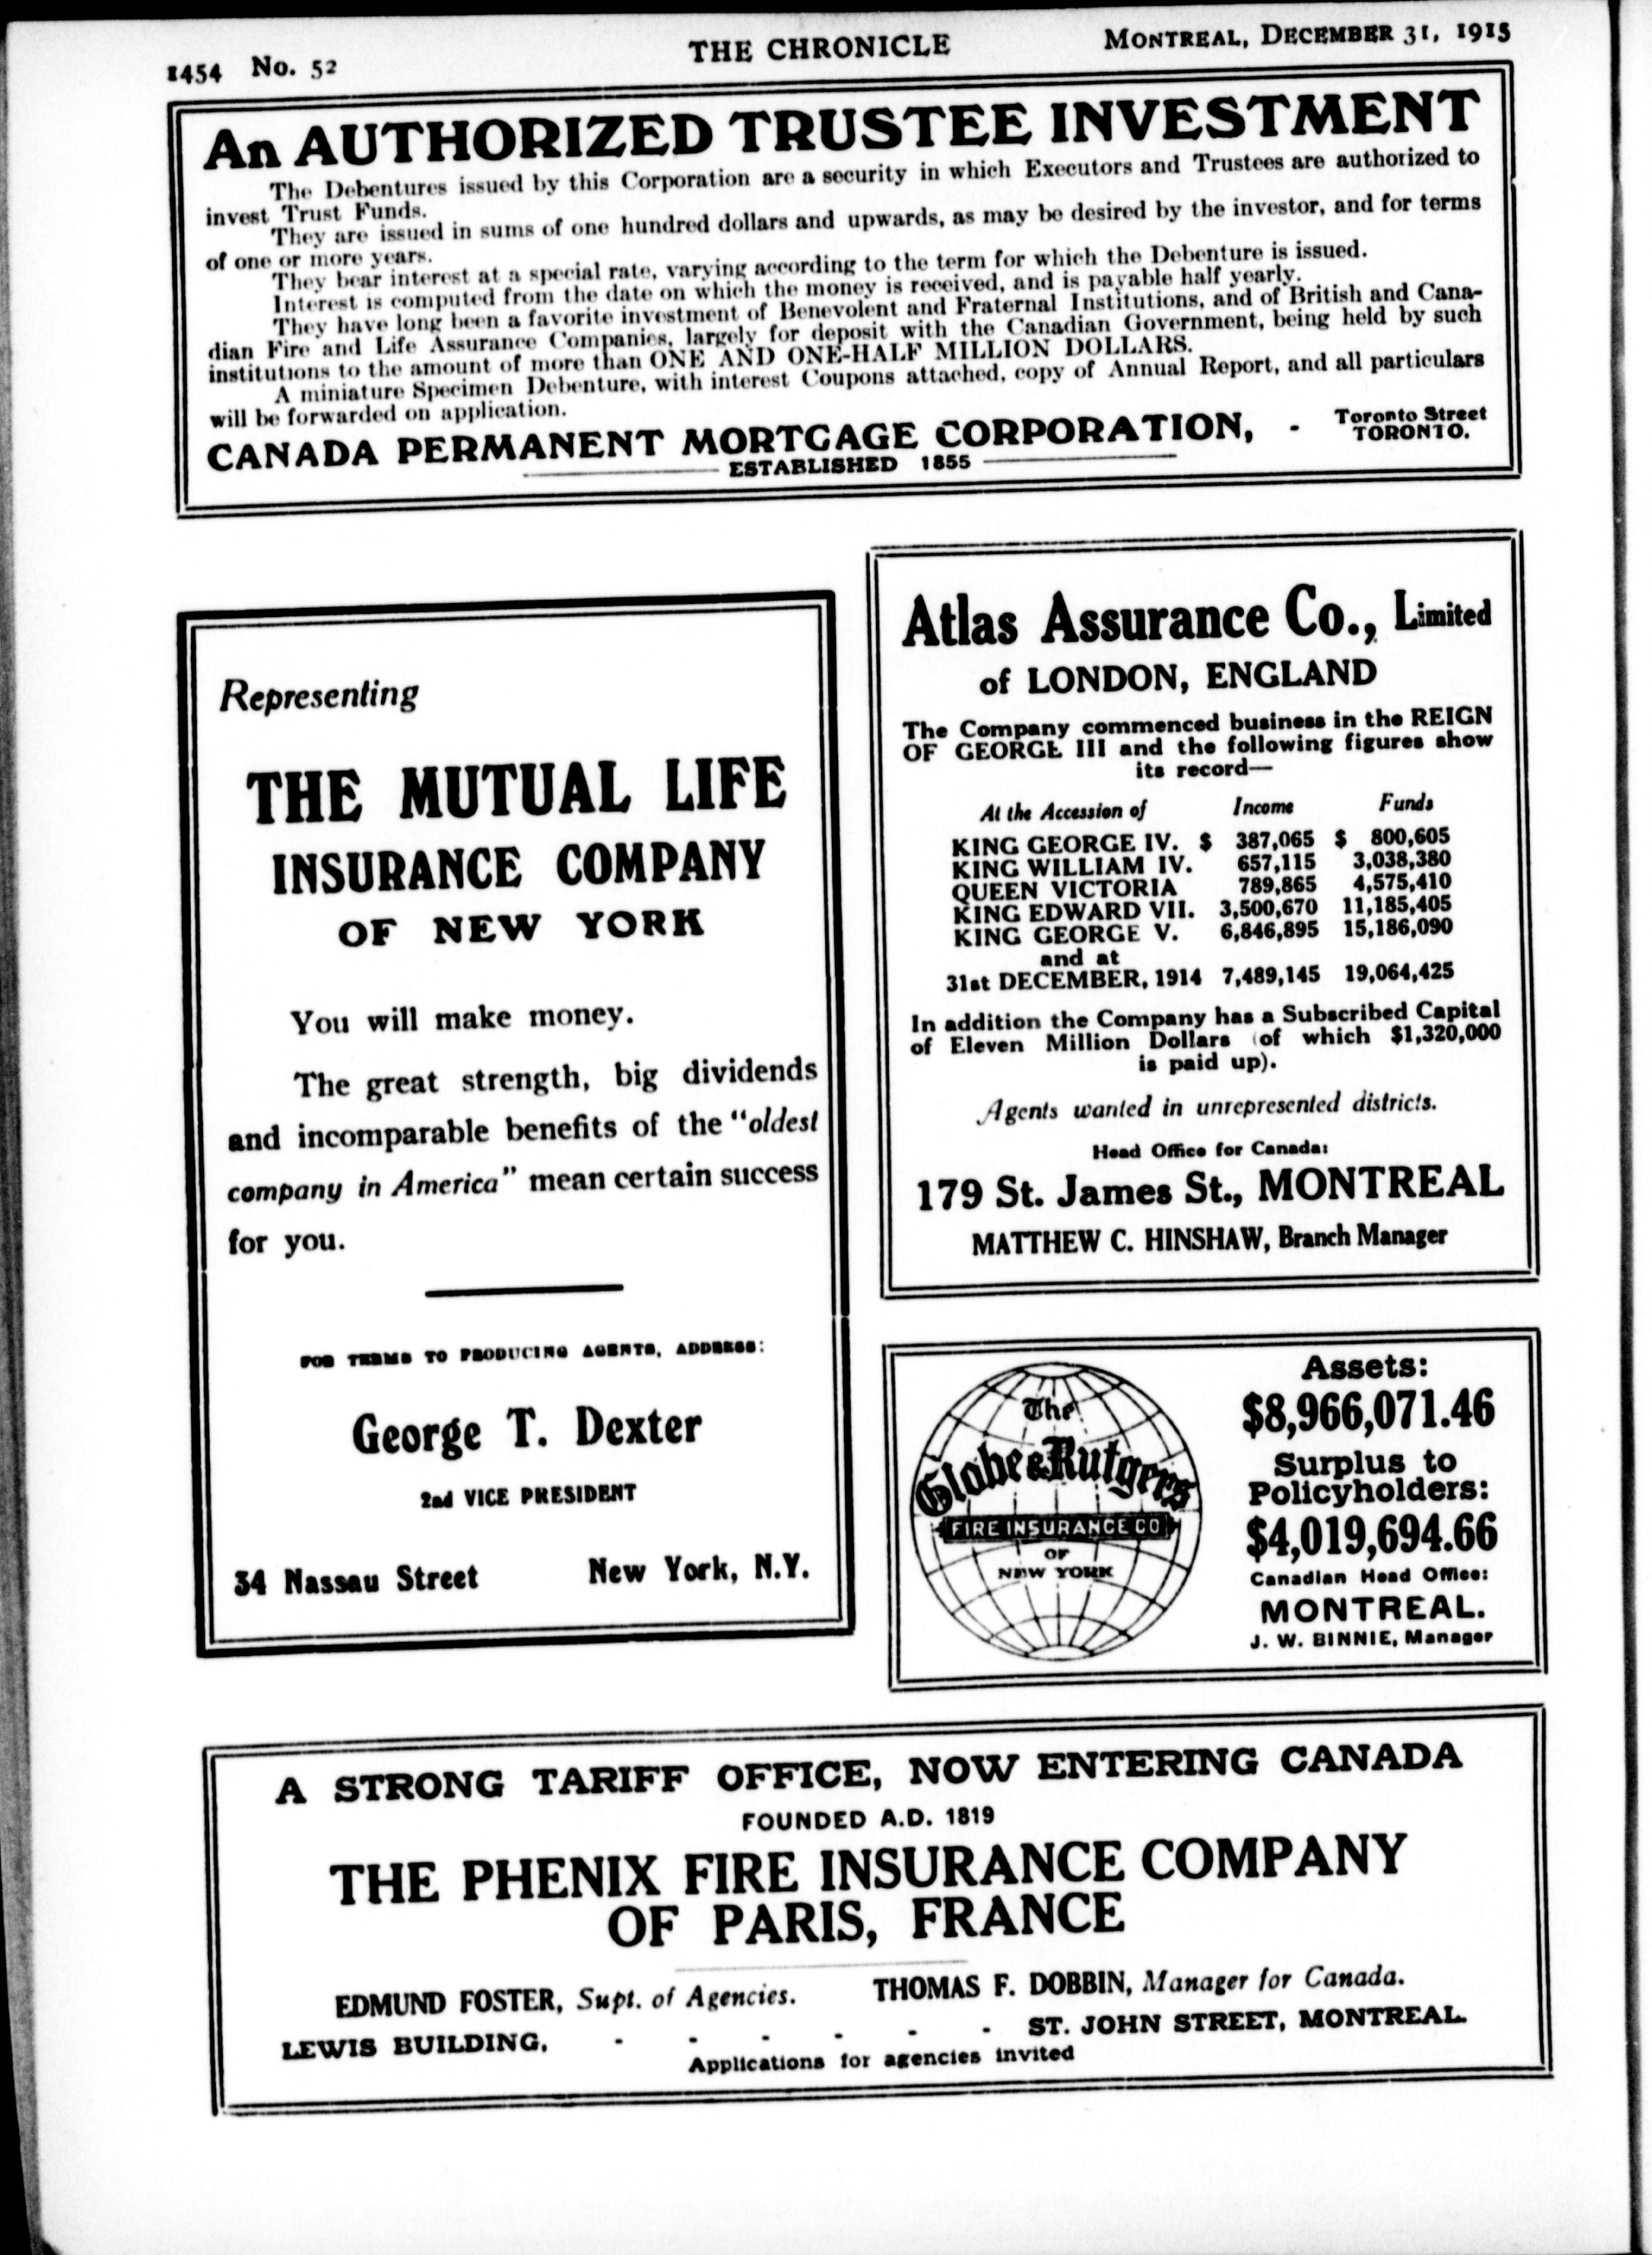 1454 No. 52 THE CHRONICLE MONTREAL, DECEMBER 31, 1915
An AUTHORIZED TRUSTEE INVESTMENT
The Debentures issued by this Corporation are a security in which Executors and Trustees are authorized to
invest Trust Funds.
They are issued in sums of one hundred dollars and upwards, as may be desired by the investor, and for terms
of one or more years.
They bear interest at a special rate, varying according to the term for which the Debenture is issued.
Interest is computed from the date on which the money is received, and is payable half yearly.
They have long been a favorite investment of Benevolent and Fraternal Institutions, and of British and Cana-
dian Fire and Life Assurance Companies, largely for deposit with the Canadian Government, being held by such
institutions to the amount of more than ONE AND ONE-HALF MILLION DOLLARS.
A miniature Specimen Debenture, with interest Coupons attached, copy of Annual Report, and all particulars
will be forwarded on application.
CANADA PERMANENT MORTGAGE CORPORATION, - Toronto Street
TORONTO.
ESTABLISHED 1855
Representing
THE MUTUAL LIFE
INSURANCE COMPANY
OF NEW YORK
You will make money.
The great strength, big dividends
and incomparable benefits of the "oldest
company in America" mean certain success
for you.
FOR TERMS TO PRODUCING AGENTS, ADDRESS:
George T. Dexter
2nd VICE PRESIDENT
34 Nassau Street New York, N.Y.
Atlas Assurance Co., Limited
of LONDON, ENGLAND
The Company commenced business in the REIGN
OF GEORGE III and the following figures show
its record—
At the Accession of Income Funds
KING GEORGE IV. $ 387,065 $ 800,605
KING WILLIAM IV. 657,115 3,038,380
QUEEN VICTORIA 789,865 4,575,410
KING EDWARD VII. 3,500,670 11,185,405
KING GEORGE V. 6,846,895 15,186,090
and at
31st DECEMBER, 1914 7,489,145 19,064,425
In addition the Company has a Subscribed Capital
of Eleven Million Dollars (of which $1,320,000
is paid up).
Agents wanted in unrepresented districts.
Head Office for Canada:
179 St. James St., MONTREAL
MATTHEW C. HINSHAW, Branch Manager
The
Globe & Rutgers
FIRE INSURANCE CO
OF
NEW YORK
Assets:
$8,966,071.46
Surplus to
Policyholders:
$4,019,694.66
Canadian Head Office:
MONTREAL.
J. W. BINNIE, Manager
A STRONG TARIFF OFFICE, NOW ENTERING CANADA
FOUNDED A.D. 1819
THE PHENIX FIRE INSURANCE COMPANY
OF PARIS, FRANCE
EDMUND FOSTER, Supt. of Agencies. THOMAS F. DOBBIN, Manager for Canada.
LEWIS BUILDING, - - - - - - ST. JOHN STREET, MONTREAL.
Applications for agencies invited